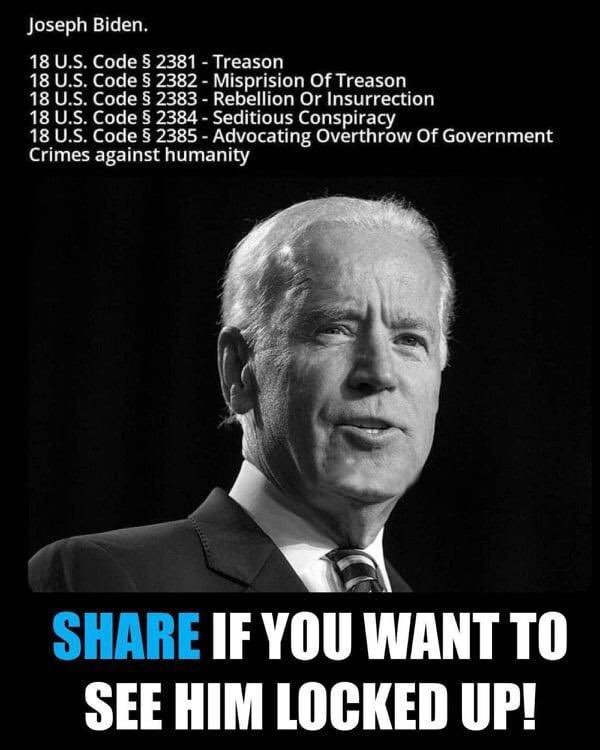 Joseph Biden.
18 U.S. Code § 2381 - Treason
18 U.S. Code § 2382 - Misprision Of Treason
18 U.S. Code § 2383 - Rebellion Or Insurrection
18 U.S. Code § 2384 - Seditious Conspiracy
18 U.S. Code § 2385 - Advocating Overthrow Of Government
Crimes against humanity
SHARE IF YOU WANT TO
SEE HIM LOCKED UP!